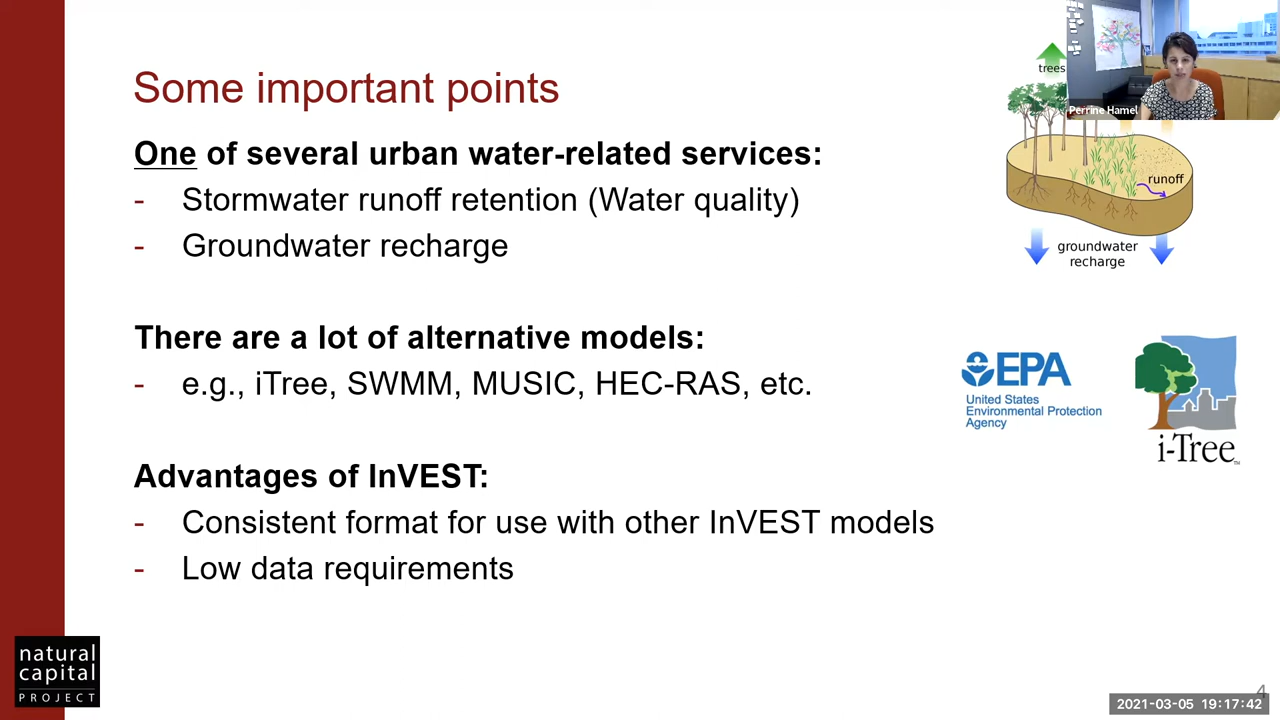 Some important points
One of several urban water-related services:
- Stormwater runoff retention (Water quality)
- Groundwater recharge
There are a lot of alternative models:
- e.g., iTree, SWMM, MUSIC, HEC-RAS, etc.
Advantages of InVEST:
- Consistent format for use with other InVEST models
- Low data requirements
trees
Perrine Hamel
runoff
groundwater
recharge
EPA
United States
Environmental Protection
Agency
i-Tree™
natural
capital
PROJECT
4
2021-03-05 19:17:42